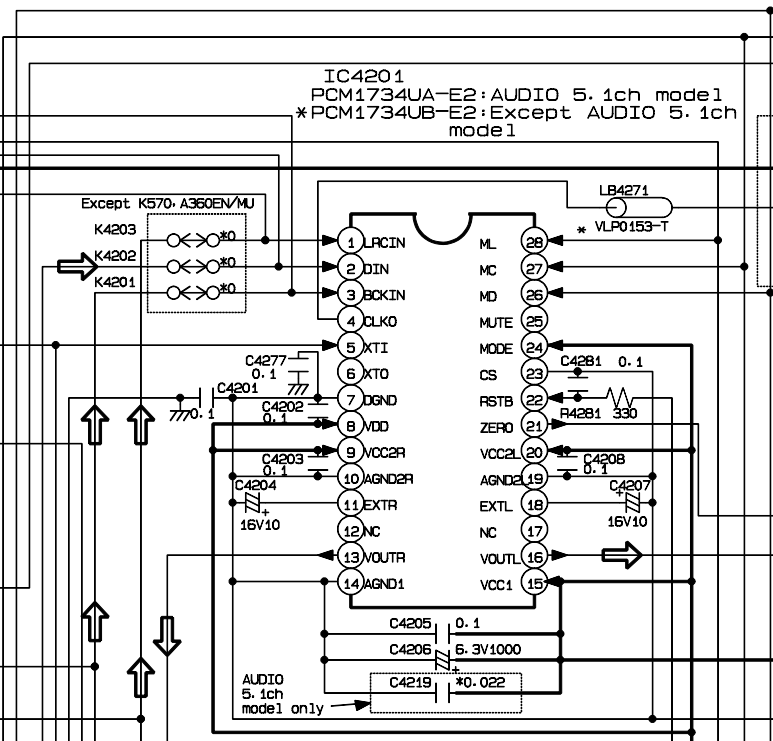 IC4201
PCM1734UA-E2:AUDIO 5.1ch model
*PCM1734UB-E2:Except AUDIO 5.1ch
model
Except K570, A360EN/MU
LB4271
* VLP0153-T
K4203
*0
K4202
*0
K4201
*0
1 LRCIN
2 DIN
3 BCKIN
4 CLKO
5 XTI
6 XTO
7 DGND
8 VDD
9 VCC2R
10 AGND2R
11 EXTR
12 NC
13 VOUTR
14 AGND1
ML 28
MC 27
MD 26
MUTE 25
MODE 24
CS 23
RSTB 22
ZERO 21
VCC2L 20
AGND2L 19
EXTL 18
NC 17
VOUTL 16
VCC1 15
C4277
0.1
C4201
0.1
C4202
0.1
C4203
0.1
C4204
+
16V10
C4281 0.1
R4281 330
C4208
0.1
C4207
+
16V10
C4205 0.1
C4206 6.3V1000
+
C4219 *0.022
AUDIO
5.1ch
model only